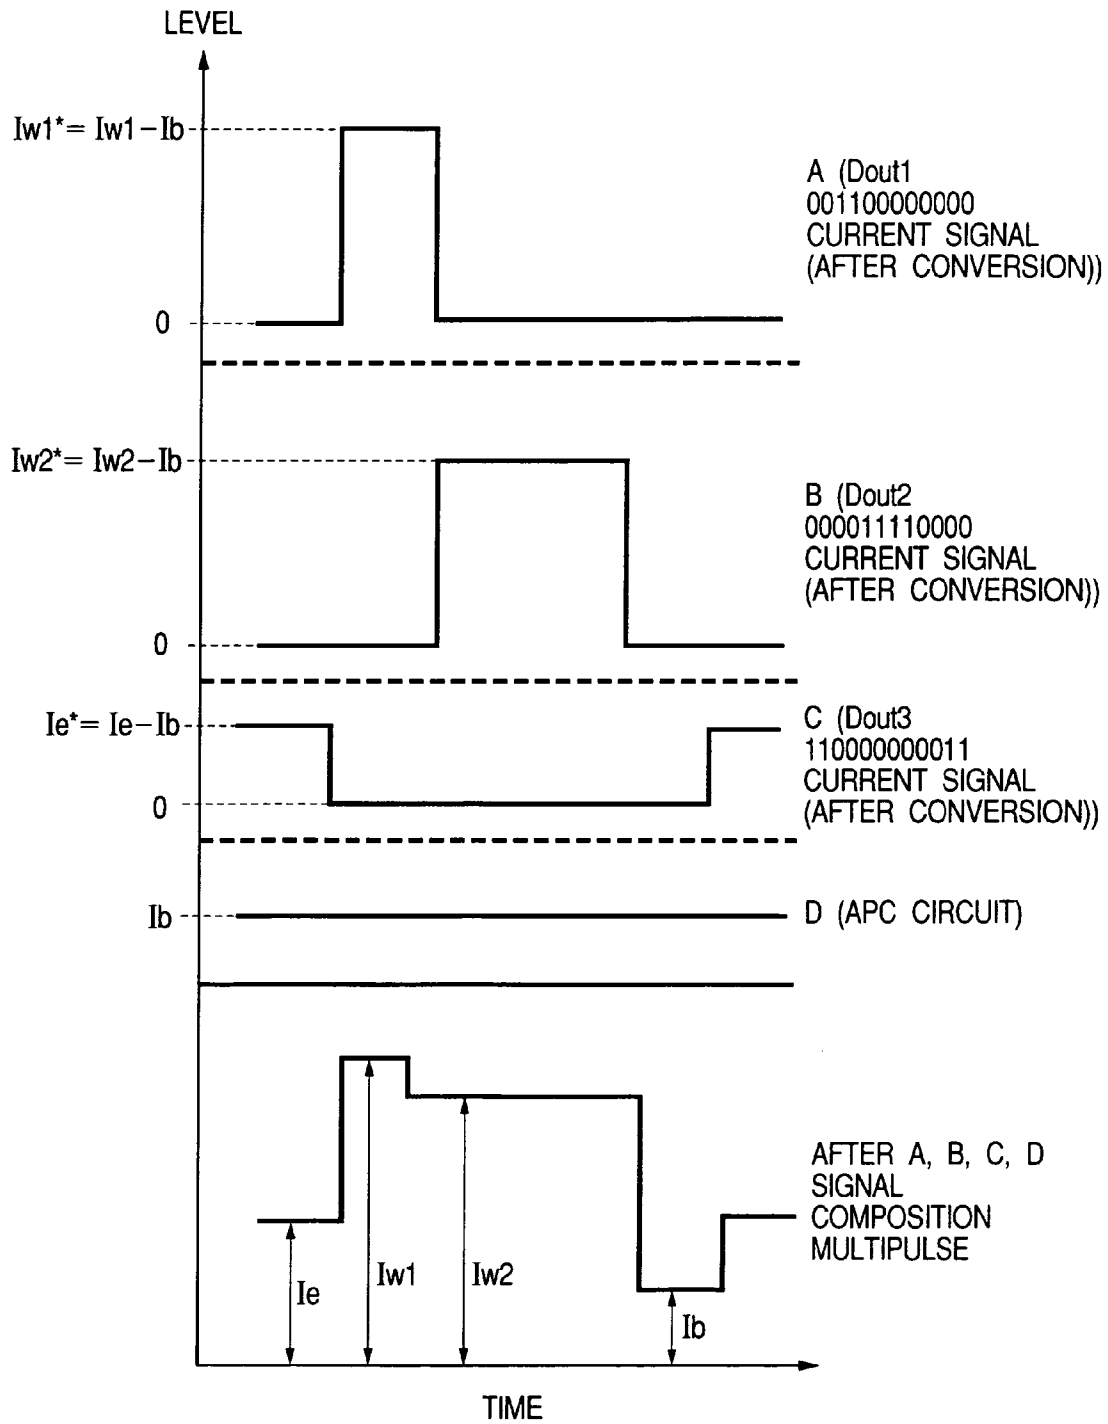 LEVEL
Iw1*= Iw1-Ib
A (Dout1
001100000000
CURRENT SIGNAL
(AFTER CONVERSION))
0
Iw2*= Iw2-Ib
B (Dout2
000011110000
CURRENT SIGNAL
(AFTER CONVERSION))
0
Ie*= Ie-Ib
C (Dout3
110000000011
CURRENT SIGNAL
(AFTER CONVERSION))
0
Ib
D (APC CIRCUIT)
AFTER A, B, C, D
SIGNAL
COMPOSITION
MULTIPULSE
Ie
Iw1
Iw2
Ib
TIME